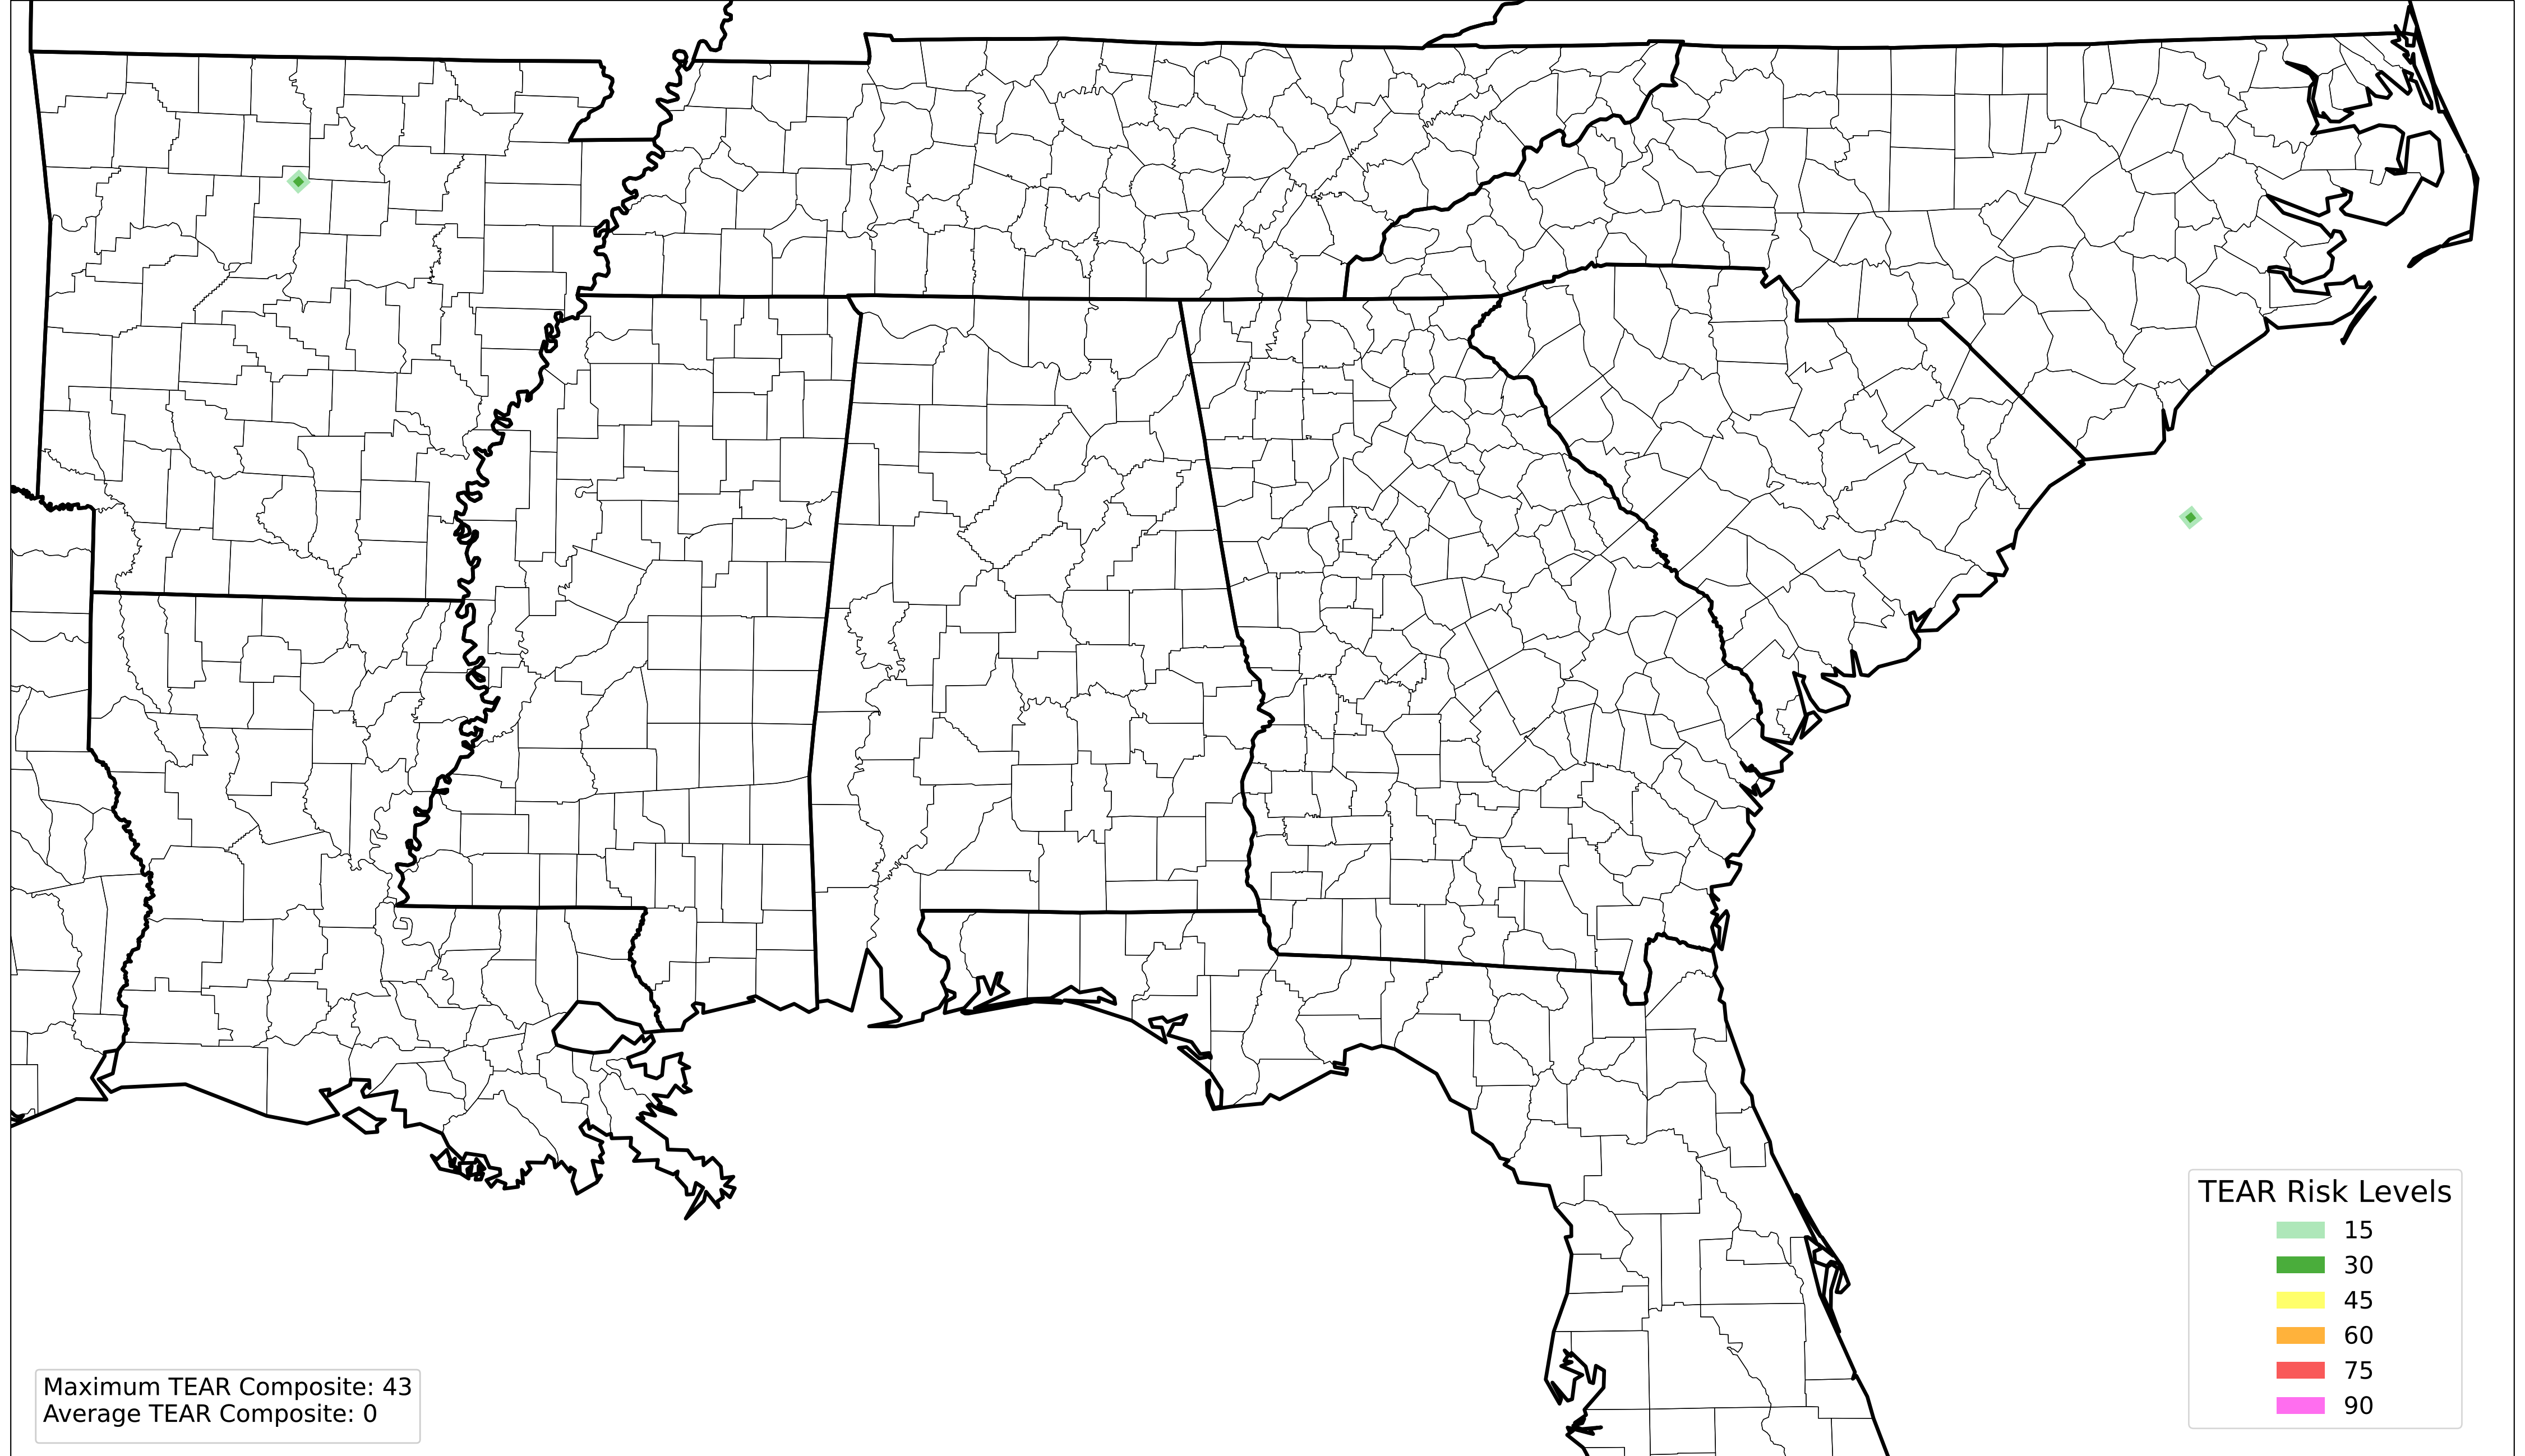 TEAR Risk Levels
15
30
45
60
75
90
Maximum TEAR Composite: 43
Average TEAR Composite: 0